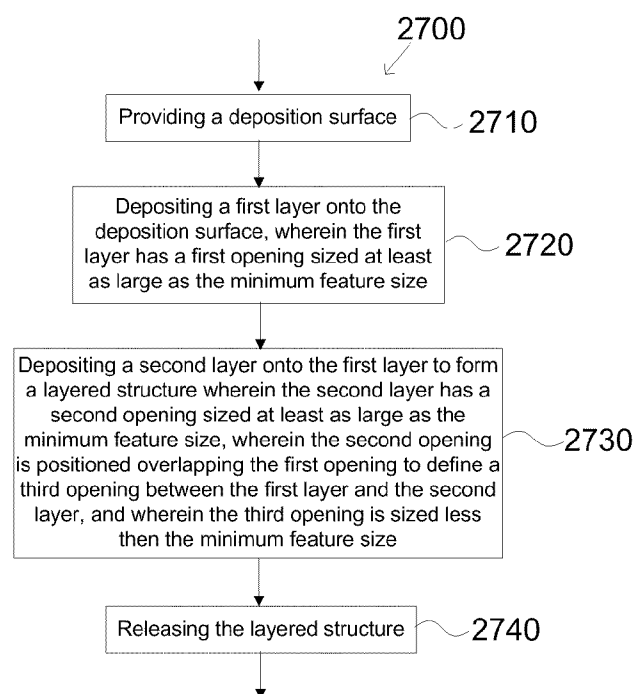 2700
Providing a deposition surface
2710
Depositing a first layer onto the
deposition surface, wherein the first
layer has a first opening sized at least
as large as the minimum feature size
2720
Depositing a second layer onto the first layer to form
a layered structure wherein the second layer has a
second opening sized at least as large as the
minimum feature size, wherein the second opening
is positioned overlapping the first opening to define a
third opening between the first layer and the second
layer, and wherein the third opening is sized less
then the minimum feature size
2730
Releasing the layered structure
2740